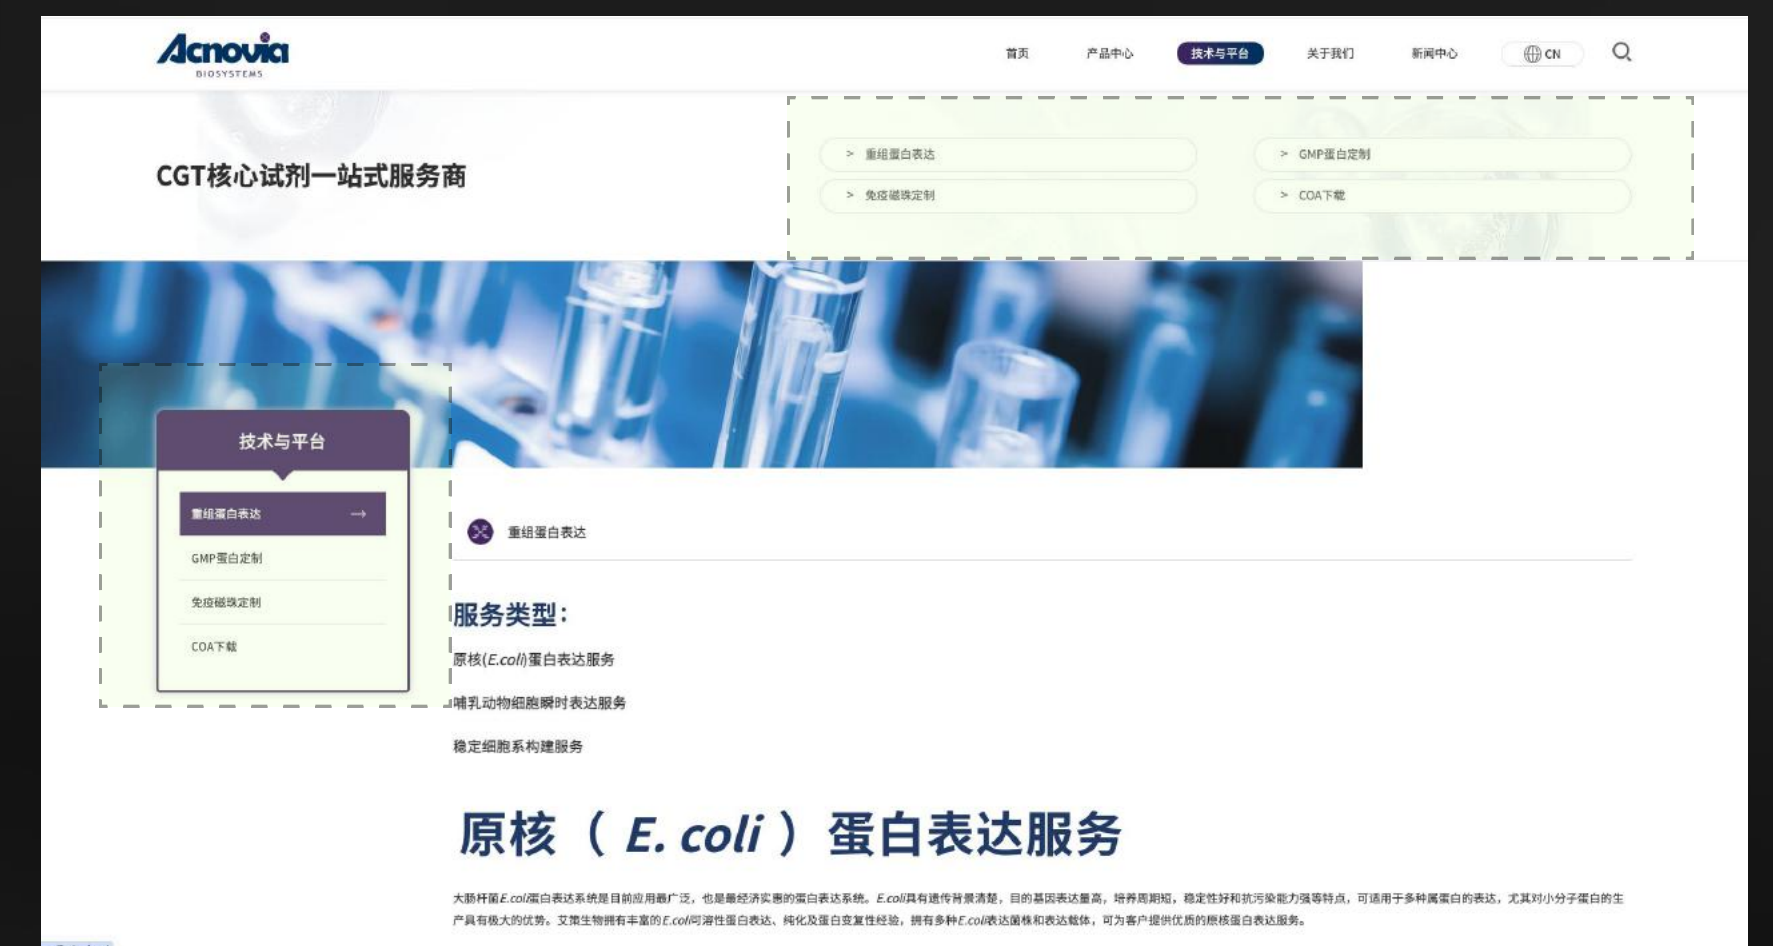 Acnovia
BIOSYSTEMS
首页
产品中心
技术与平台
关于我们
新闻中心
CN
CGT核心试剂一站式服务商
> 重组蛋白表达
> GMP蛋白定制
> 免疫磁珠定制
> COA下载
技术与平台
重组蛋白表达 →
GMP蛋白定制
免疫磁珠定制
COA下载
重组蛋白表达
服务类型：
原核(E.coli)蛋白表达服务
哺乳动物细胞瞬时表达服务
稳定细胞系构建服务
原核（ E. coli ）蛋白表达服务
大肠杆菌E.coli蛋白表达系统是目前应用最广泛，也是最经济实惠的蛋白表达系统。E.coli具有遗传背景清楚，目的基因表达量高，培养周期短，稳定性好和抗污染能力强等特点，可适用于多种属蛋白的表达，尤其对小分子蛋白的生
产具有极大的优势。艾策生物拥有丰富的E.coli可溶性蛋白表达、纯化及蛋白变复性经验，拥有多种E.coli表达菌株和表达载体，可为客户提供优质的原核蛋白表达服务。